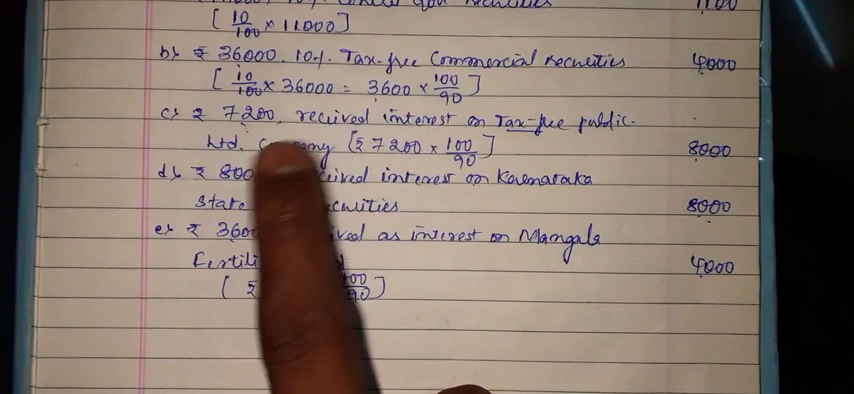 [ 10/100 × 11000 ]
1100
b) ₹ 36000. 10%. Tax-free Commercial Securities 4000
[ 10/100 × 36000 = 3600 × 100/90 ]
c) ₹ 7200, received interest on Tax-free public.
Ltd. Company [ ₹ 7200 × 100/90 ] 8000
d) ₹ 800 interest on Karnataka
State 8000
e) ₹ 360 as interest on Mangala
4000
[ ₹ 100/90 ]